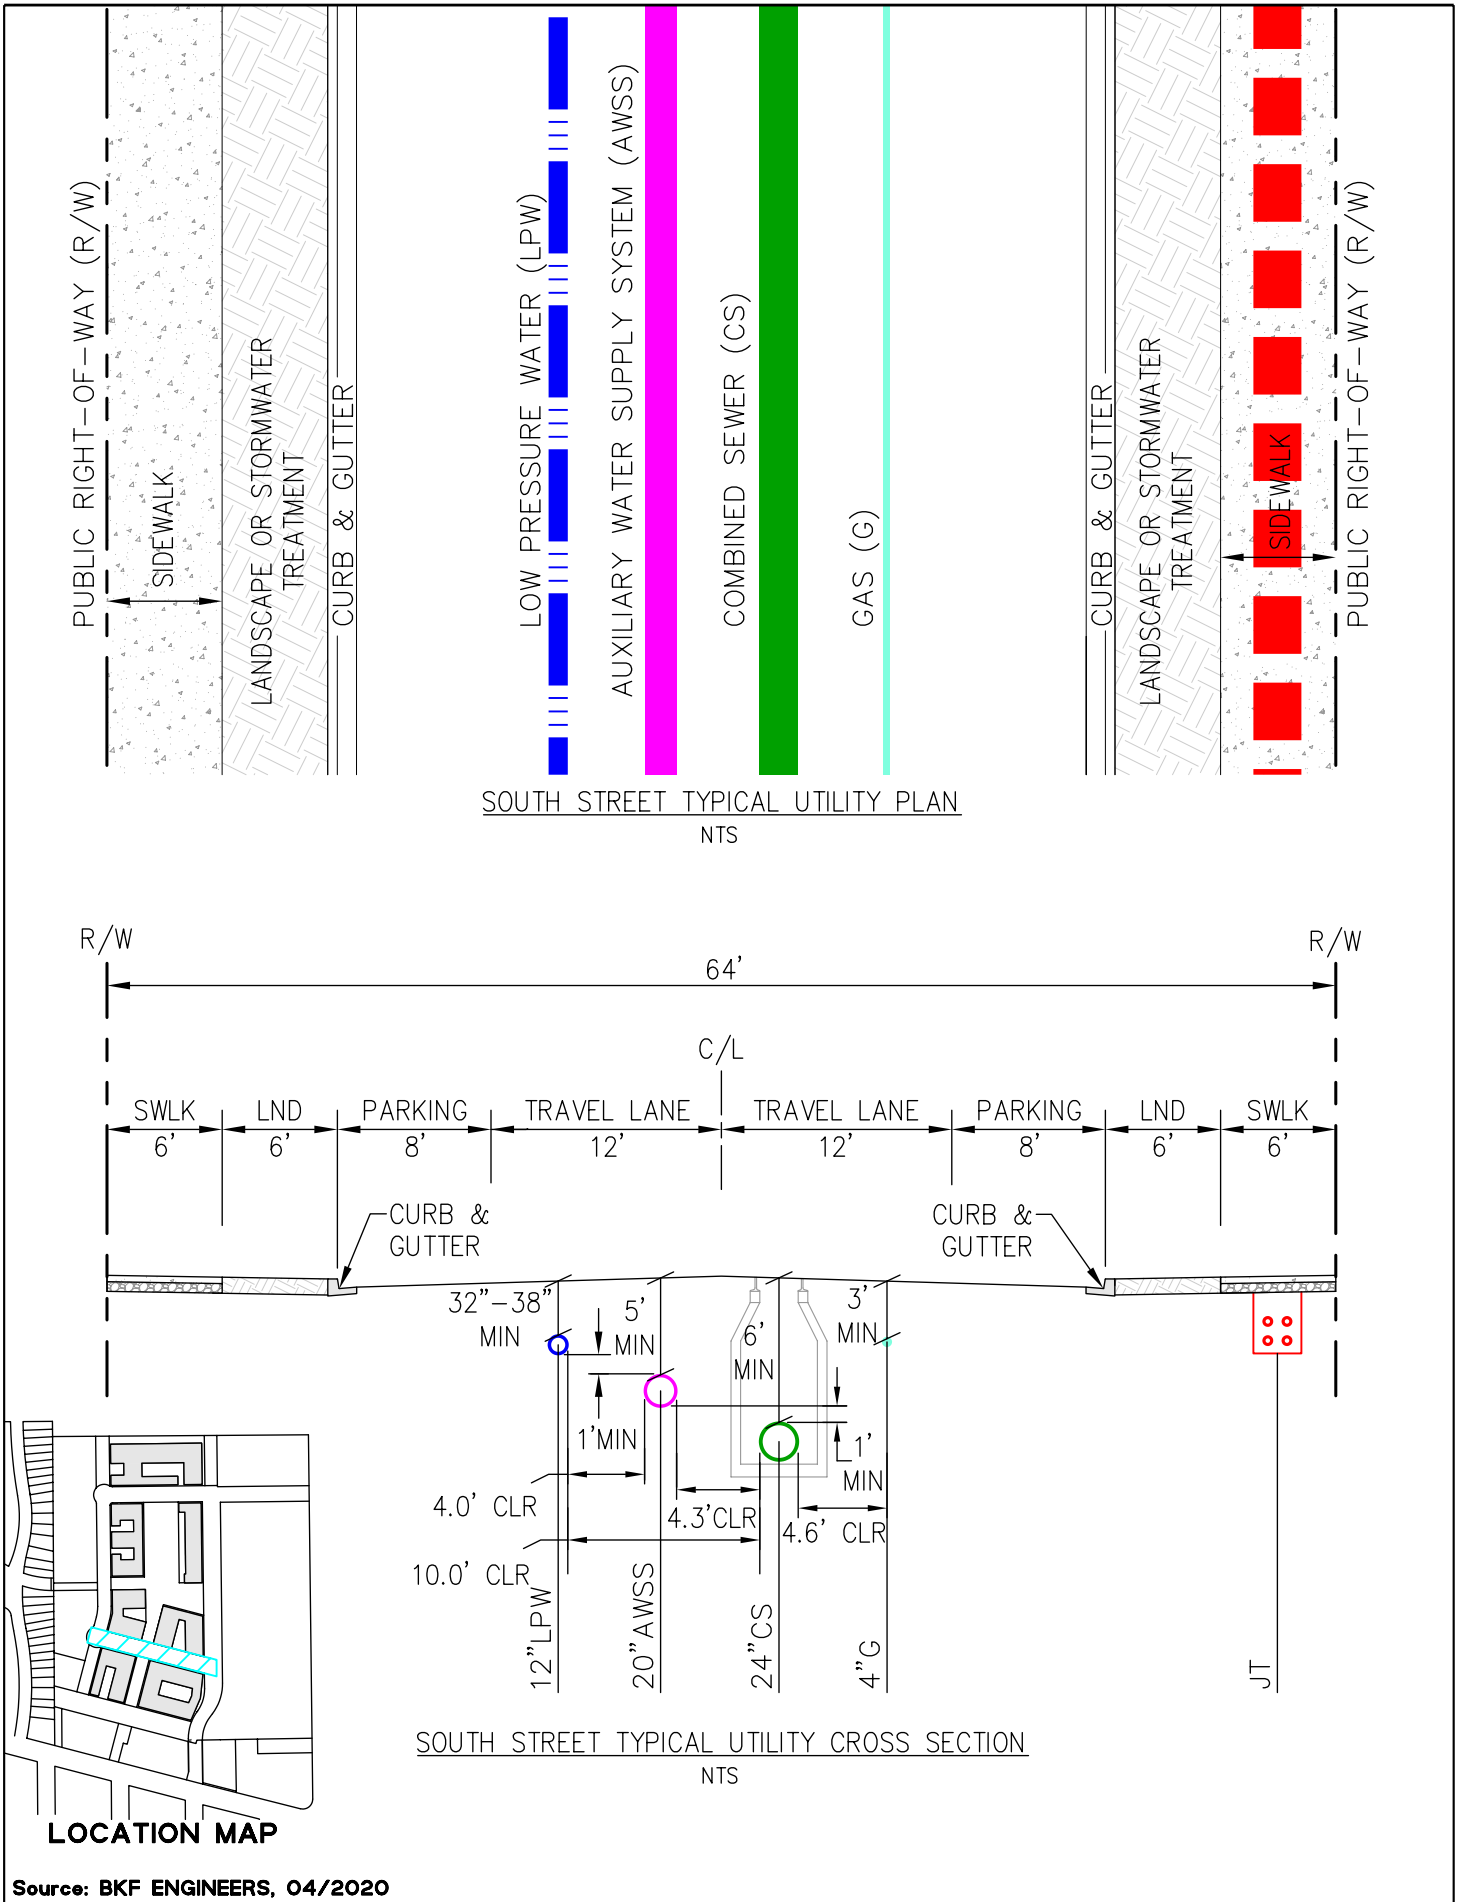 PUBLIC RIGHT-OF-WAY (R/W)
SIDEWALK
LANDSCAPE OR STORMWATER
TREATMENT
CURB & GUTTER
LOW PRESSURE WATER (LPW)
AUXILIARY WATER SUPPLY SYSTEM (AWSS)
COMBINED SEWER (CS)
GAS (G)
CURB & GUTTER
LANDSCAPE OR STORMWATER
TREATMENT
SIDEWALK
PUBLIC RIGHT-OF-WAY (R/W)
SOUTH STREET TYPICAL UTILITY PLAN
NTS
R/W
R/W
64'
C/L
SWLK
LND
PARKING
TRAVEL LANE
TRAVEL LANE
PARKING
LND
SWLK
6'
6'
8'
12'
12'
8'
6'
6'
CURB &
GUTTER
CURB &
GUTTER
32"-38"
MIN
5'
MIN
6'
MIN
3'
MIN
1'MIN
1'
MIN
4.0' CLR
4.3'CLR
4.6' CLR
10.0' CLR
12"LPW
20"AWSS
24"CS
4"G
JT
SOUTH STREET TYPICAL UTILITY CROSS SECTION
NTS
LOCATION MAP
Source: BKF ENGINEERS, 04/2020